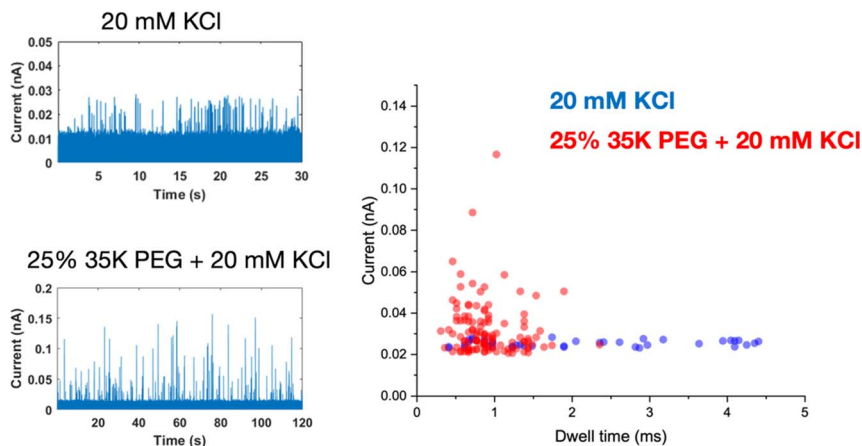 20 mM KCl
0.05
0.04
0.03
0.02
0.01
0
Current (nA)
5 10 15 20 25 30
Time (s)
25% 35K PEG + 20 mM KCl
0.2
0.15
0.1
0.05
0
Current (nA)
20 40 60 80 100 120
Time (s)
20 mM KCl
25% 35K PEG + 20 mM KCl
0.14
0.12
0.10
0.08
0.06
0.04
0.02
0.00
Current (nA)
0 1 2 3 4 5
Dwell time (ms)